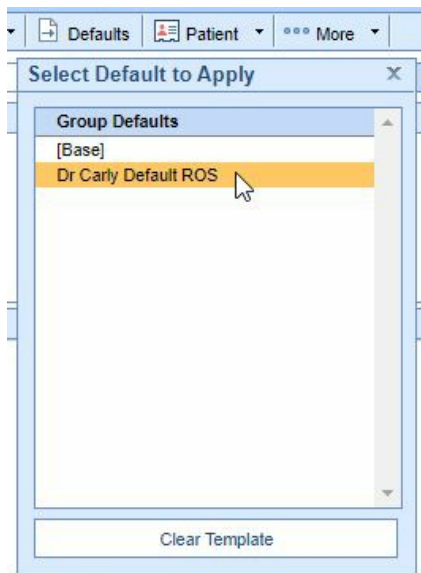 Defaults Patient More
Select Default to Apply X
Group Defaults
[Base]
Dr Carly Default ROS
Clear Template